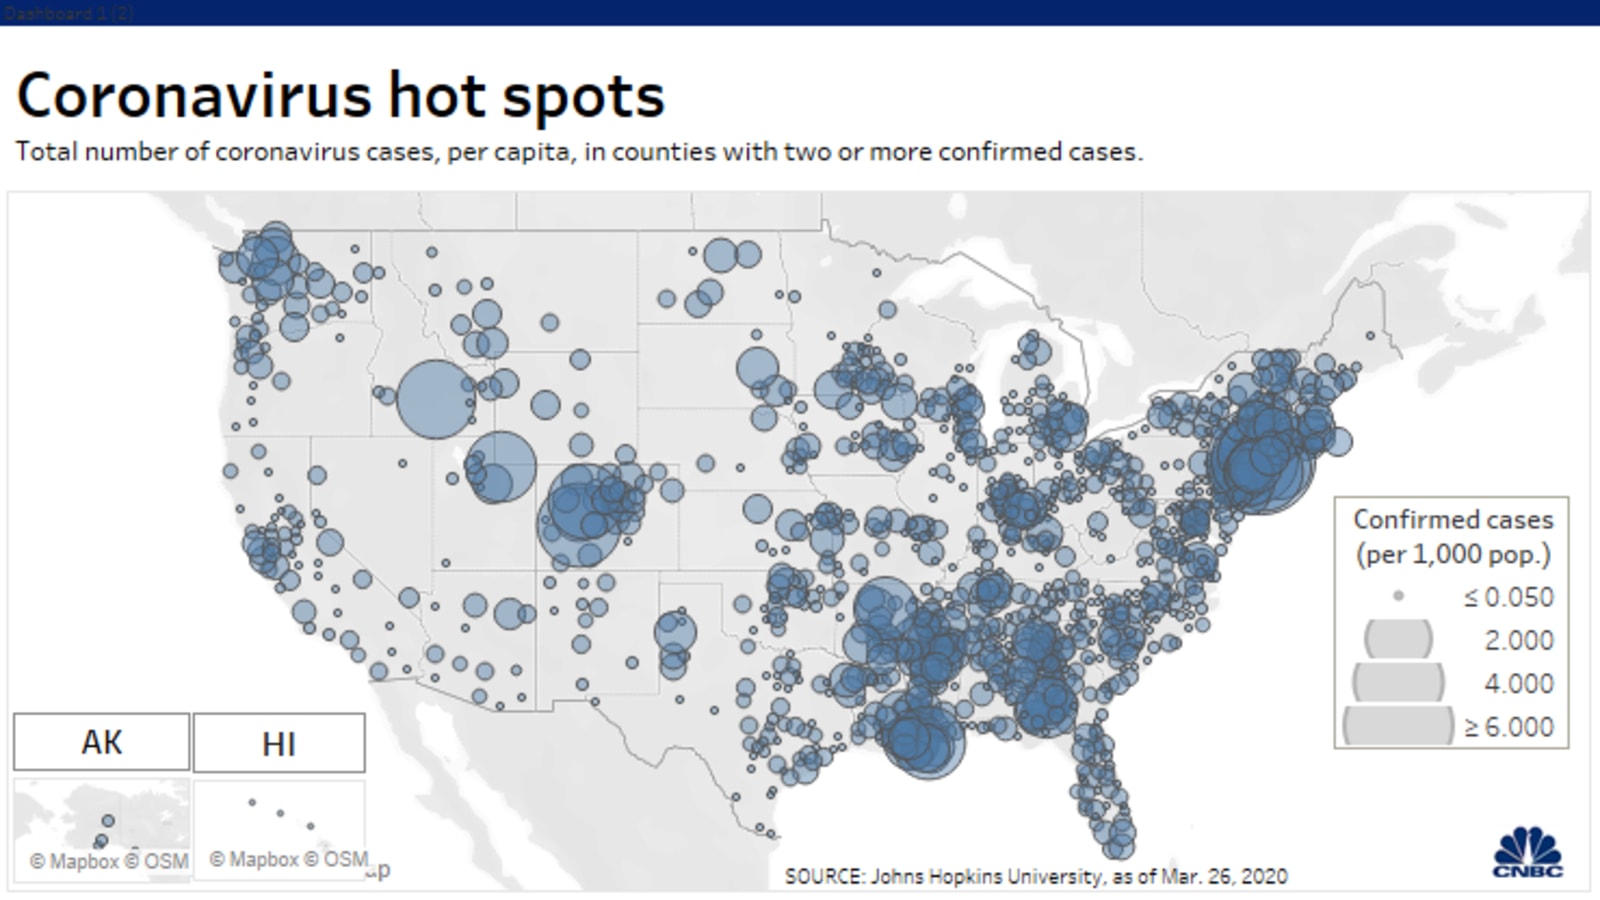 Dashboard 1 (2)
Coronavirus hot spots
Total number of coronavirus cases, per capita, in counties with two or more confirmed cases.
Confirmed cases
(per 1,000 pop.)
≤ 0.050
2.000
4.000
≥ 6.000
AK
HI
© Mapbox © OSM
© Mapbox © OSM
ap
SOURCE: Johns Hopkins University, as of Mar. 26, 2020
CNBC